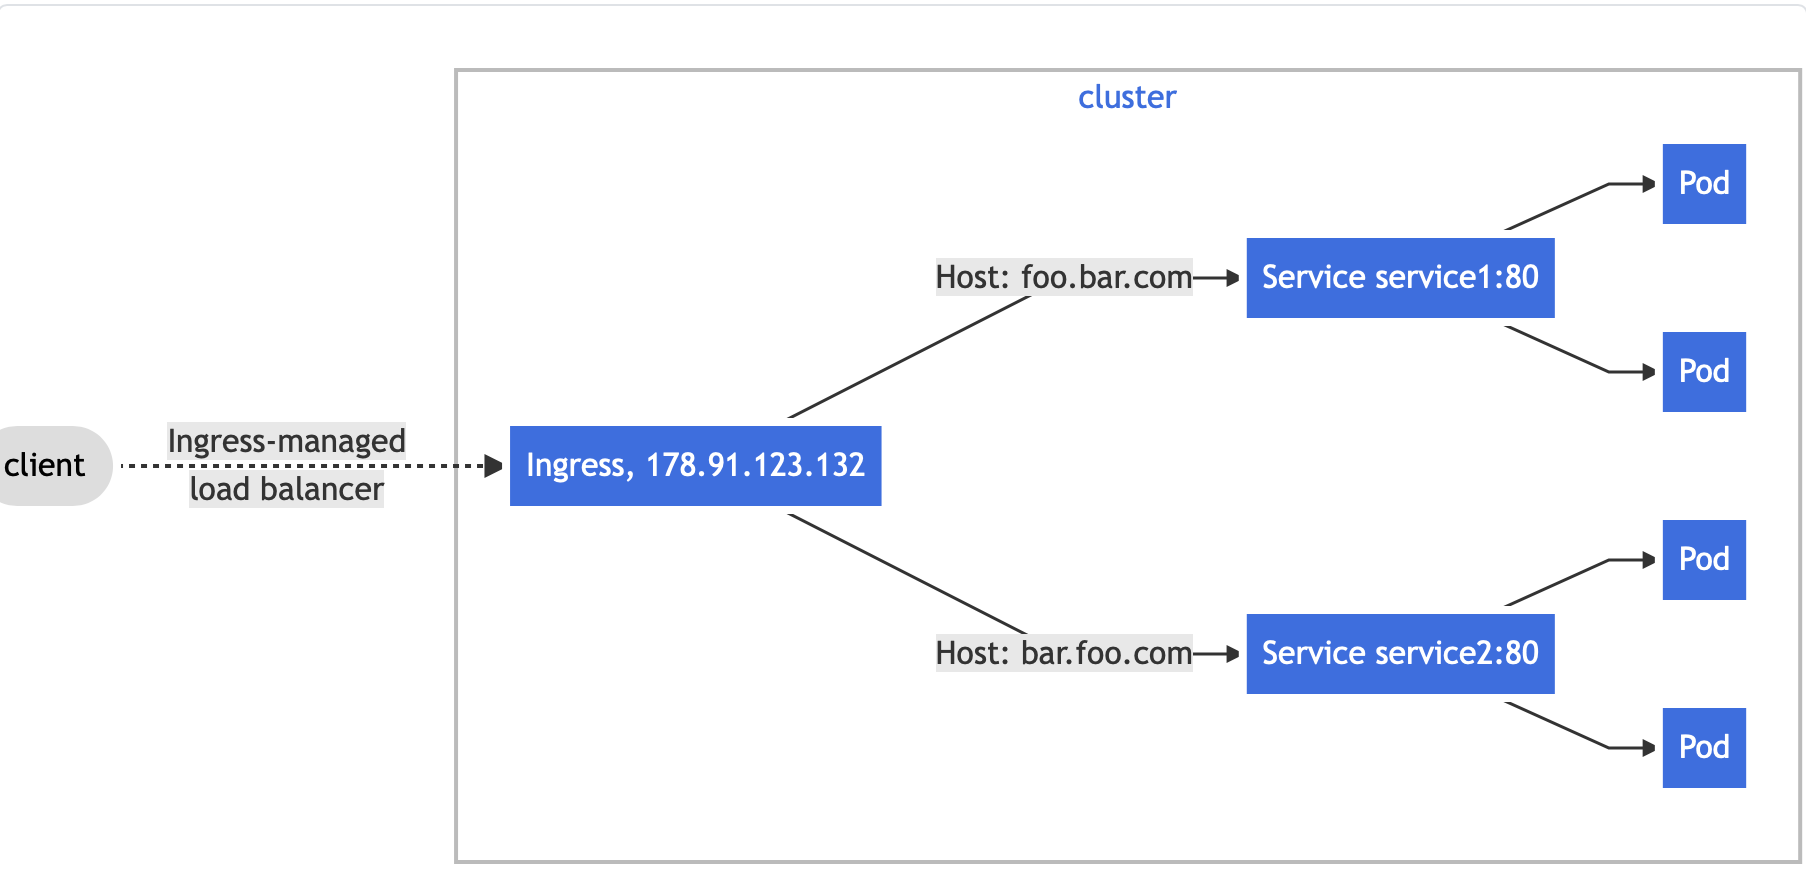 cluster
Pod
Host: foo.bar.com
Service service1:80
Pod
client
Ingress-managed
load balancer
Ingress, 178.91.123.132
Pod
Host: bar.foo.com
Service service2:80
Pod